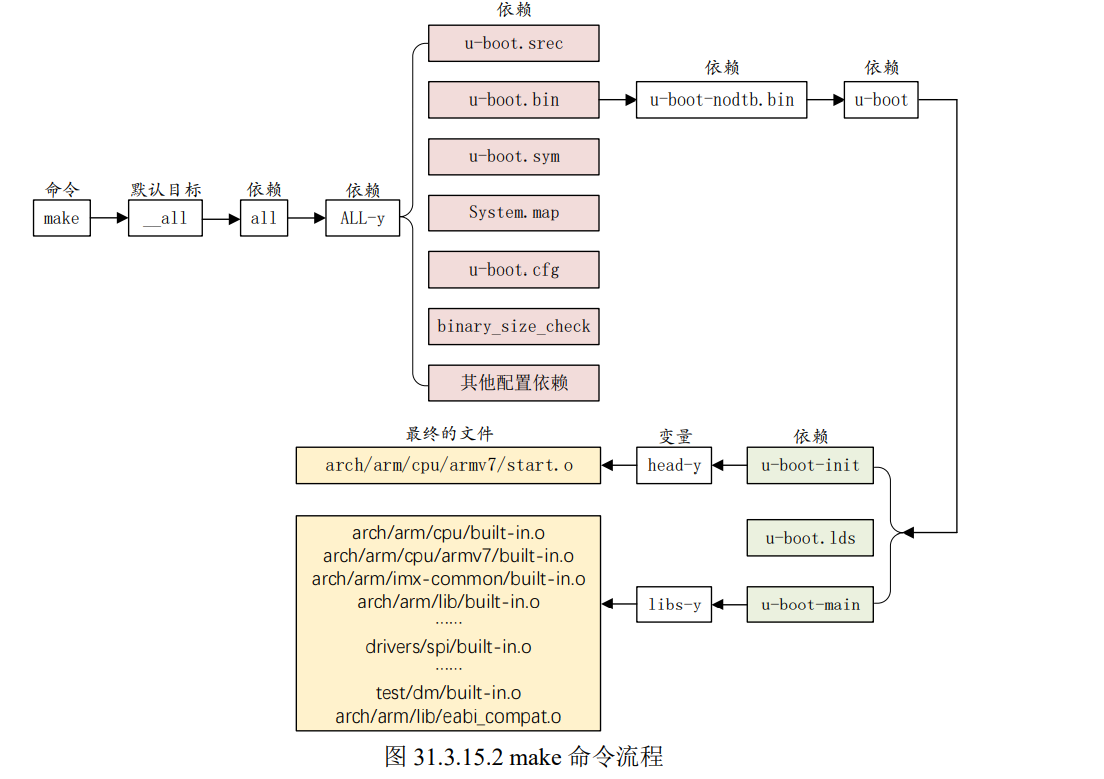 依赖
u-boot.srec
依赖
依赖
u-boot.bin
u-boot-nodtb.bin
u-boot
u-boot.sym
命令
默认目标
依赖
依赖
make
__all
all
ALL-y
System.map
u-boot.cfg
binary_size_check
其他配置依赖
最终的文件
变量
依赖
arch/arm/cpu/armv7/start.o
head-y
u-boot-init
u-boot.lds
arch/arm/cpu/built-in.o
arch/arm/cpu/armv7/built-in.o
arch/arm/imx-common/built-in.o
arch/arm/lib/built-in.o
......
drivers/spi/built-in.o
......
test/dm/built-in.o
arch/arm/lib/eabi_compat.o
libs-y
u-boot-main
图 31.3.15.2 make 命令流程